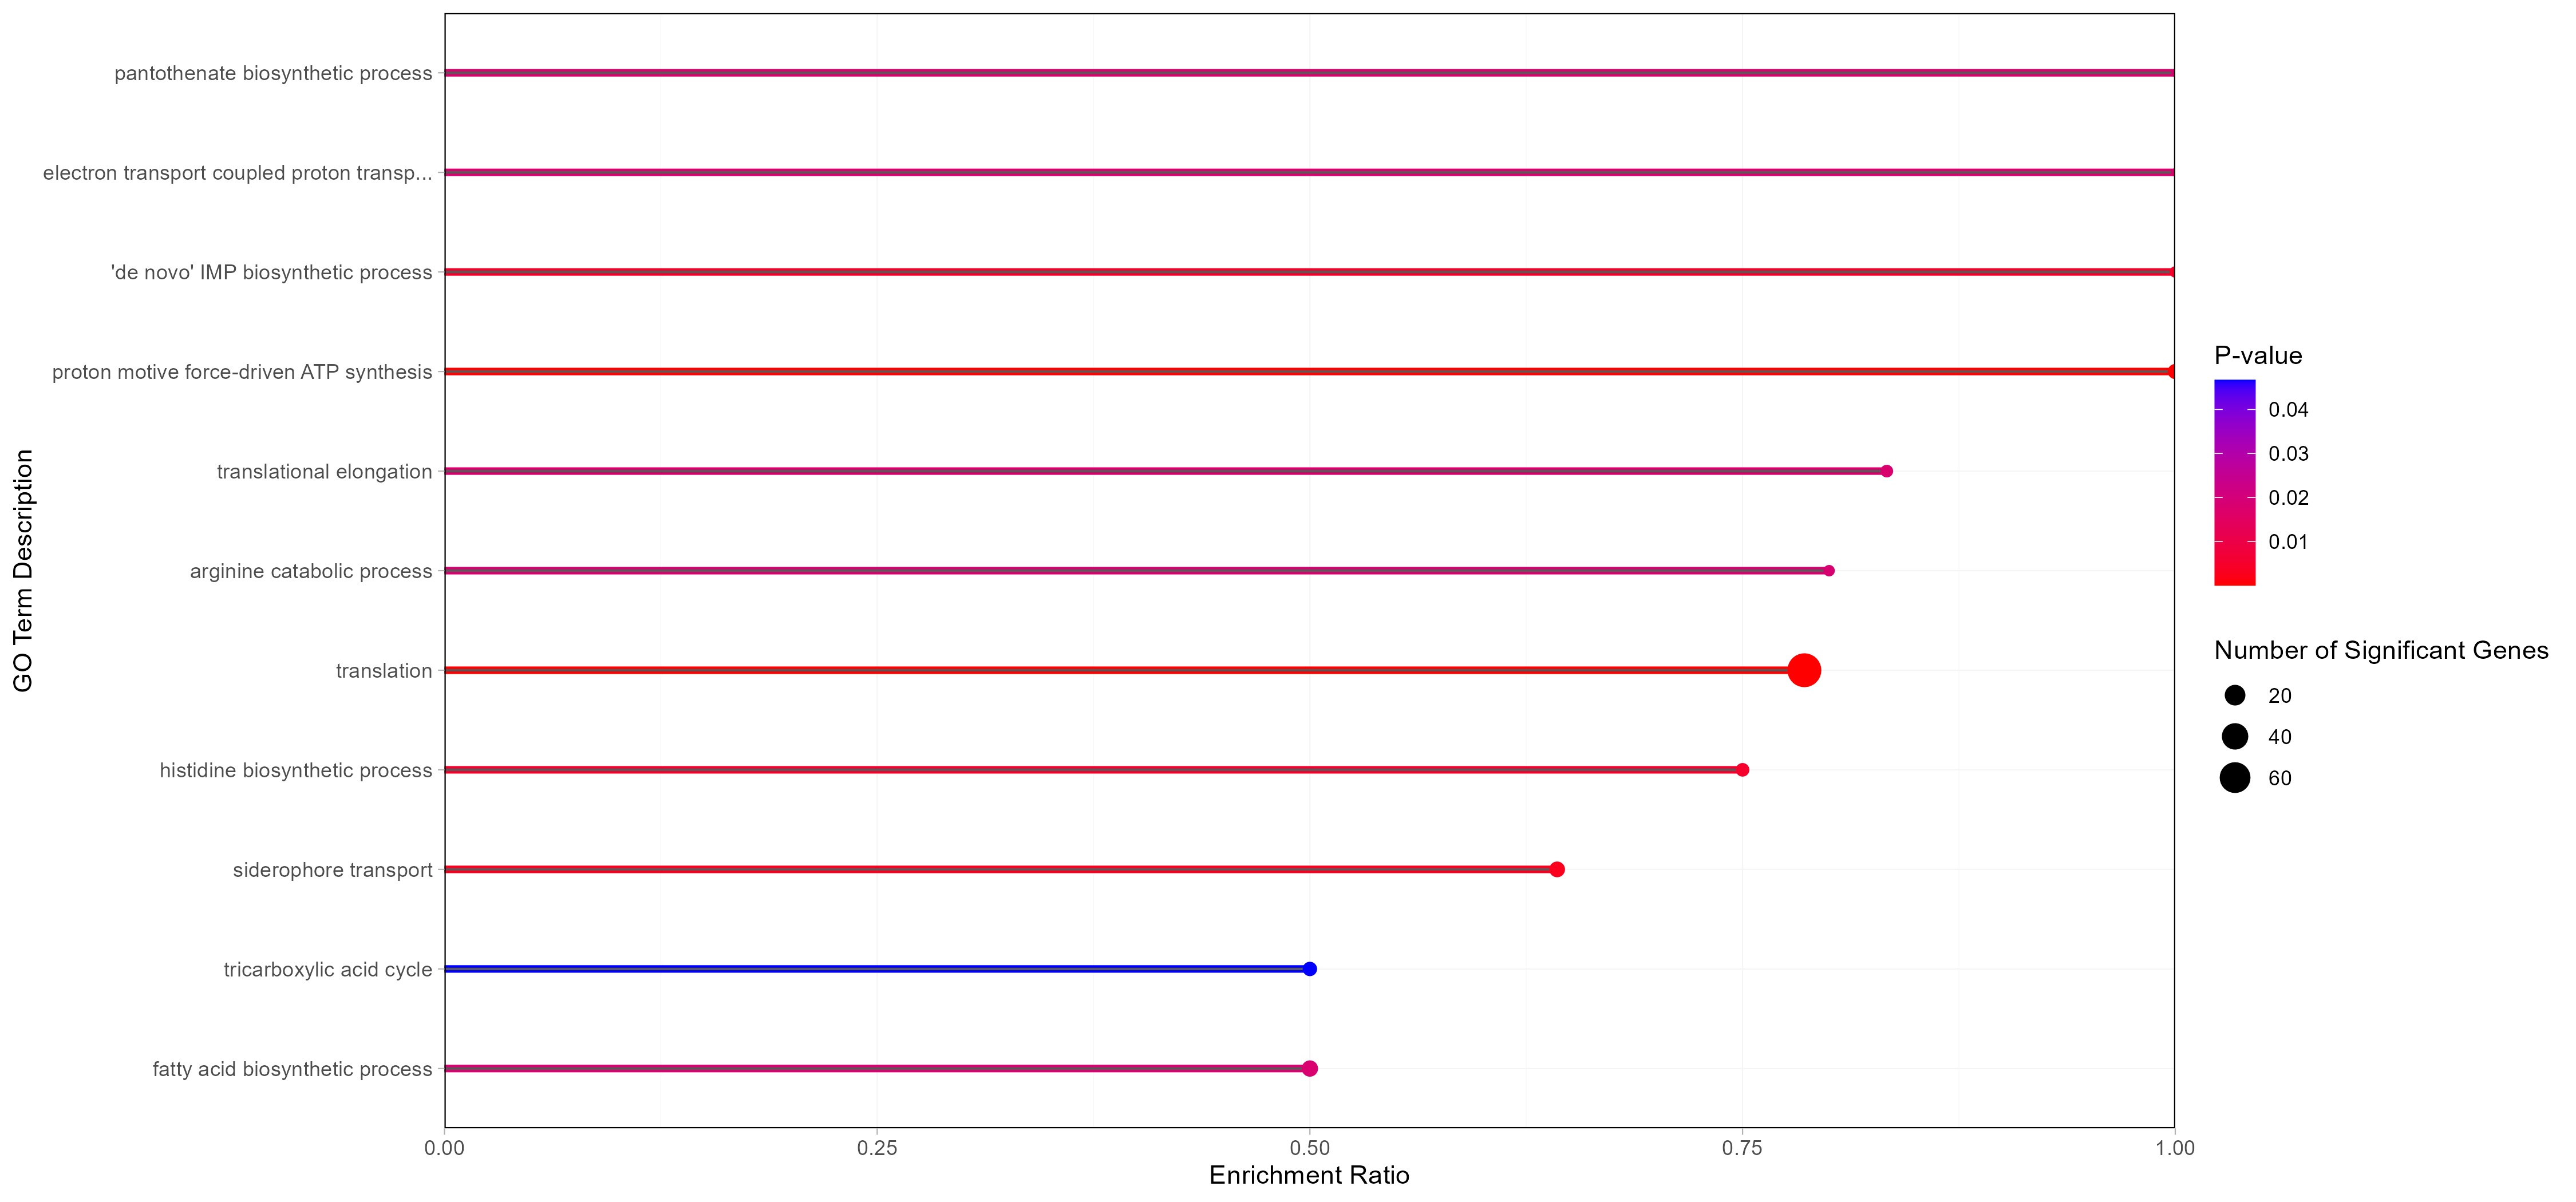 pantothenate biosynthetic process
electron transport coupled proton transp...
'de novo' IMP biosynthetic process
proton motive force-driven ATP synthesis
translational elongation
arginine catabolic process
translation
histidine biosynthetic process
siderophore transport
tricarboxylic acid cycle
fatty acid biosynthetic process
GO Term Description
0.00
0.25
0.50
0.75
1.00
Enrichment Ratio
P-value
0.04
0.03
0.02
0.01
Number of Significant Genes
20
40
60